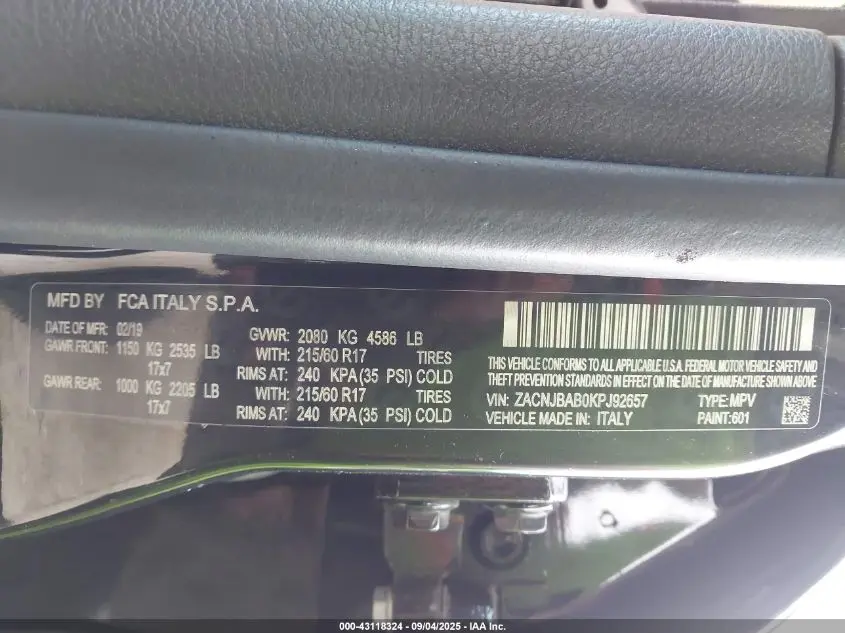 MFD BY FCA ITALY S.P.A.
DATE OF MFR: 02/19 GVWR: 2080 KG 4586 LB
GAWR FRONT: 1150 KG 2535 LB WITH: 215/60 R17 TIRES
17x7 RIMS AT: 240 KPA (35 PSI) COLD
GAWR REAR: 1000 KG 2205 LB WITH: 215/60 R17 TIRES
17x7 RIMS AT: 240 KPA (35 PSI) COLD
THIS VEHICLE CONFORMS TO ALL APPLICABLE U.S.A. FEDERAL MOTOR VEHICLE SAFETY AND
THEFT PREVENTION STANDARDS IN EFFECT ON THE DATE OF MANUFACTURE SHOWN ABOVE
VIN: ZACNJBAB0KPJ92657 TYPE: MPV
VEHICLE MADE IN: ITALY PAINT: 601
000-43118324 - 09/04/2025 - IAA Inc.